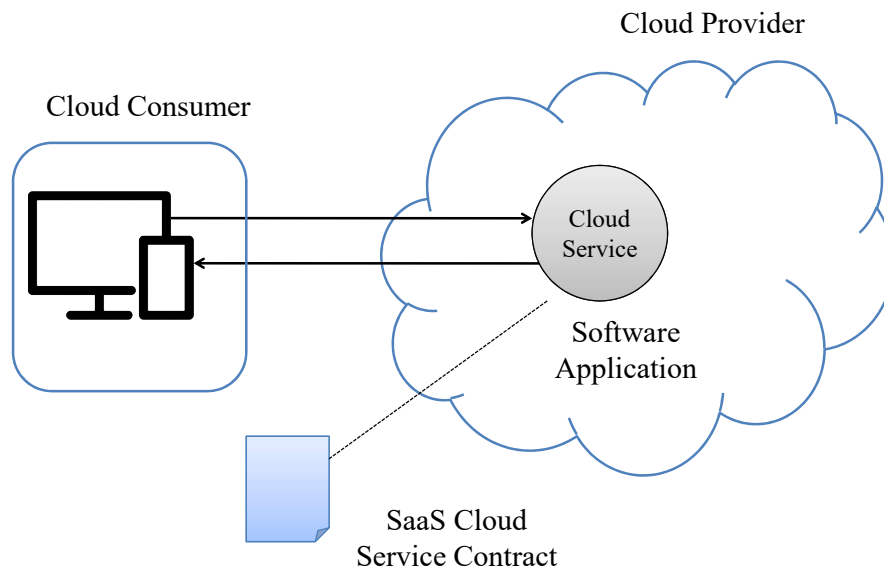 Cloud Provider
Cloud Consumer
Cloud
Service
Software
Application
SaaS Cloud
Service Contract